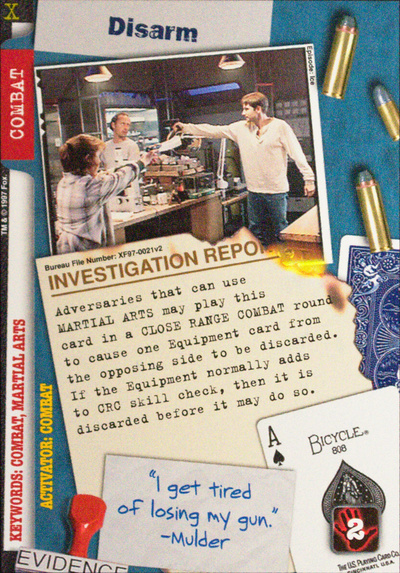 X
Disarm
COMBAT
Episode: Ice
TM & © 1997 Fox.
Bureau File Number: XF97-0021v2
INVESTIGATION REPO
Adversaries that can use
MARTIAL ARTS may play this
card in a CLOSE RANGE COMBAT round
to cause one Equipment card from
the opposing side to be discarded.
If the Equipment normally adds
to CRC skill check, then it is
discarded before it may do so.
KEYWORDS: COMBAT, MARTIAL ARTS
ACTIVATOR: COMBAT
"I get tired
of losing my gun."
-Mulder
A
BICYCLE®
808
2
THE U.S. PLAYING CARD CO.
CINCINNATI, U.S.A.
EVIDENCE